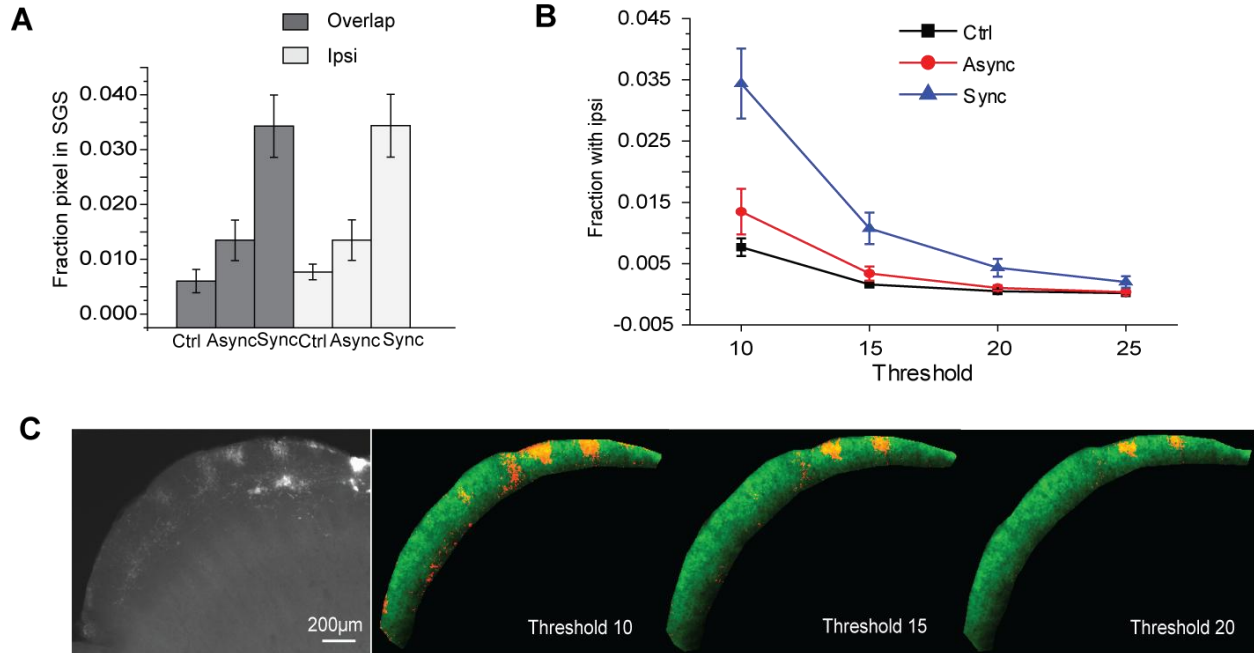 A
Overlap
Ipsi
Fraction pixel in SGS
0.040
0.030
0.020
0.010
0.000
Ctrl Async Sync Ctrl Async Sync
B
Ctrl
Async
Sync
Fraction with ipsi
0.045
0.035
0.025
0.015
0.005
-0.005
10 15 20 25
Threshold
C
200µm
Threshold 10
Threshold 15
Threshold 20